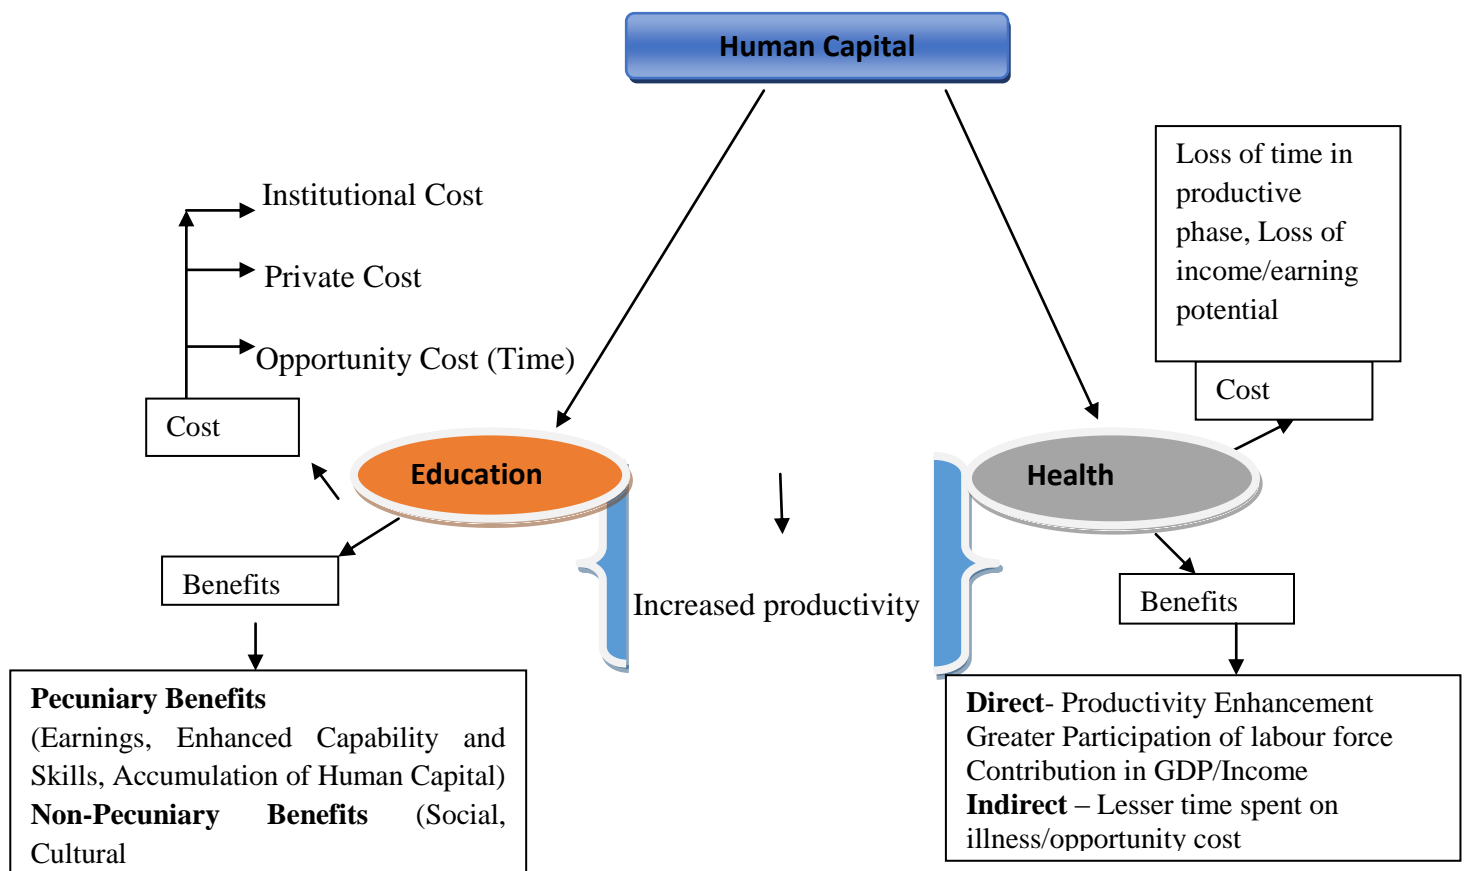 Human Capital
Institutional Cost
Private Cost
Opportunity Cost (Time)
Cost
Education
Benefits
Pecuniary Benefits
(Earnings, Enhanced Capability and
Skills, Accumulation of Human Capital)
Non-Pecuniary Benefits (Social,
Cultural
Increased productivity
Loss of time in
productive
phase, Loss of
income/earning
potential
Cost
Health
Benefits
Direct- Productivity Enhancement
Greater Participation of labour force
Contribution in GDP/Income
Indirect – Lesser time spent on
illness/opportunity cost